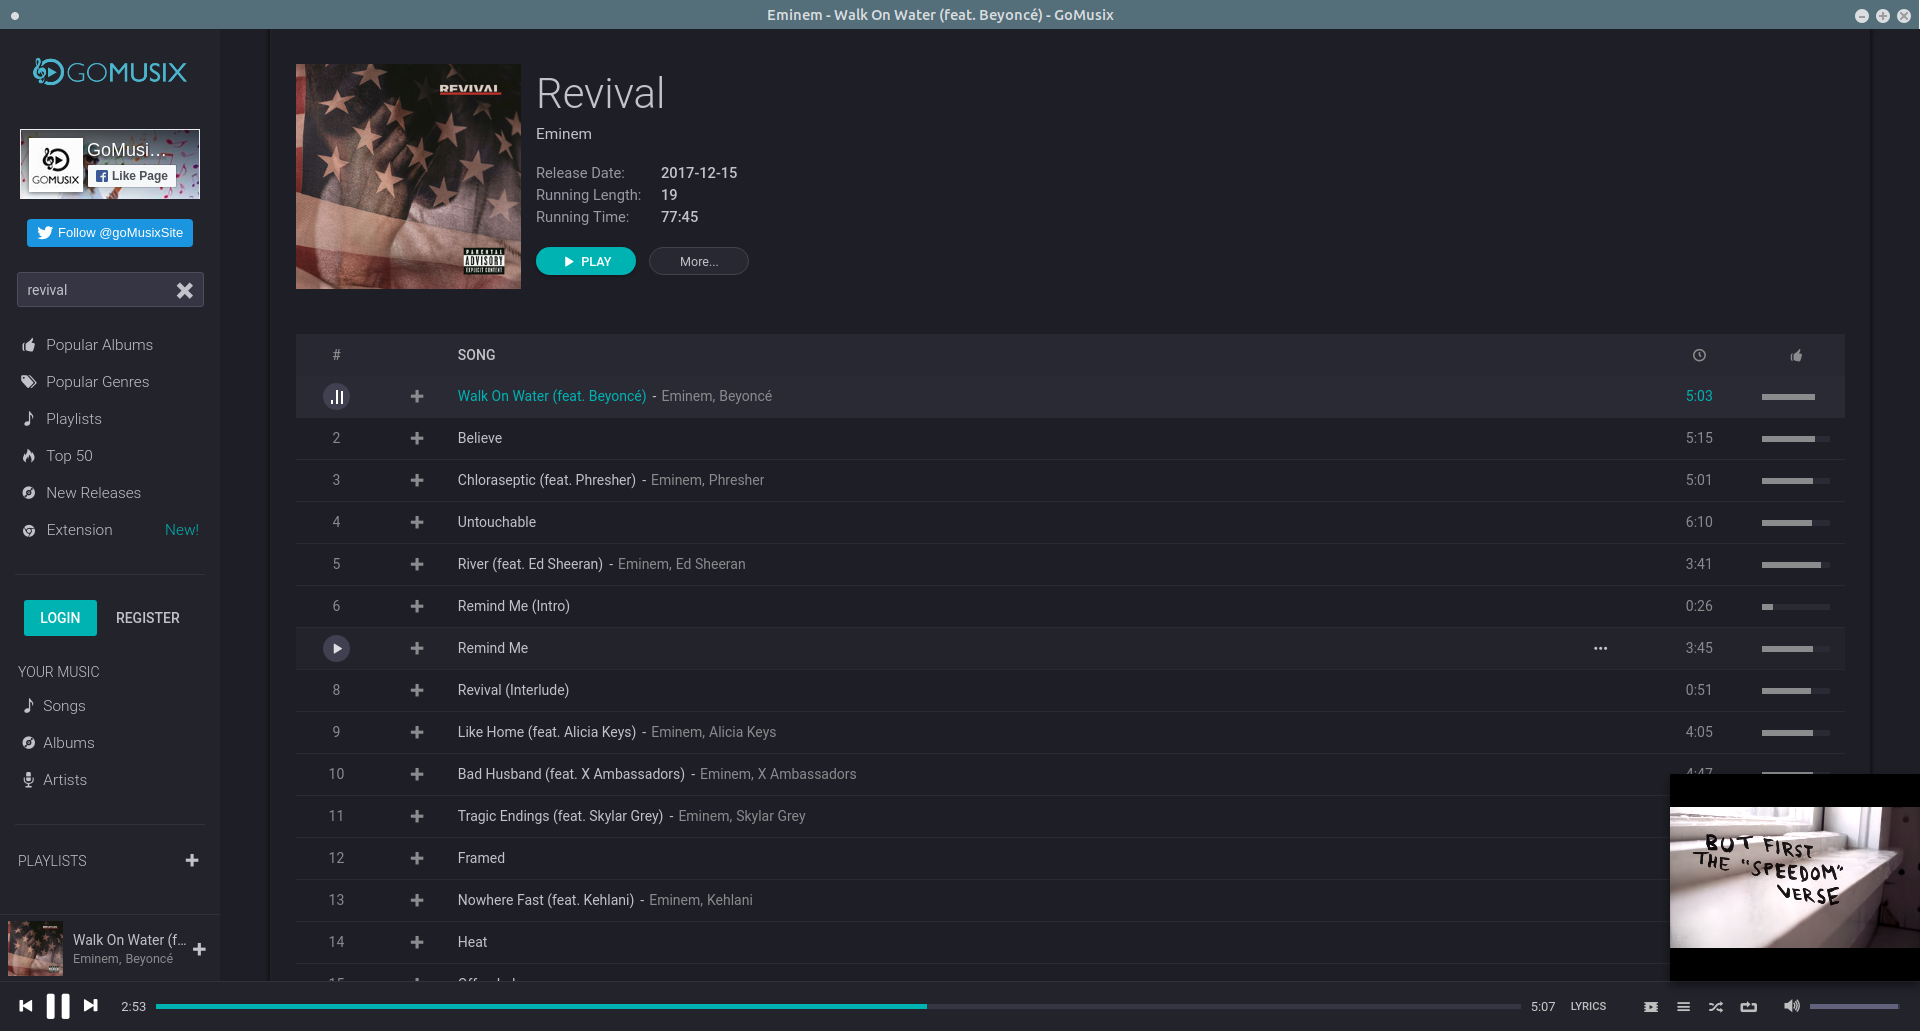 Eminem - Walk On Water (feat. Beyoncé) - GoMusix
GOMUSIX
GoMusi...
GOMUSIX
Like Page
Follow @goMusixSite
revival
Popular Albums
Popular Genres
Playlists
Top 50
New Releases
Extension New!
LOGIN REGISTER
YOUR MUSIC
Songs
Albums
Artists
PLAYLISTS
Walk On Water (f...
Eminem, Beyoncé
REVIVAL
PARENTAL
ADVISORY
EXPLICIT CONTENT
Revival
Eminem
Release Date: 2017-12-15
Running Length: 19
Running Time: 77:45
PLAY More...
# SONG
Walk On Water (feat. Beyoncé) - Eminem, Beyoncé 5:03
2 Believe 5:15
3 Chloraseptic (feat. Phresher) - Eminem, Phresher 5:01
4 Untouchable 6:10
5 River (feat. Ed Sheeran) - Eminem, Ed Sheeran 3:41
6 Remind Me (Intro) 0:26
Remind Me ... 3:45
8 Revival (Interlude) 0:51
9 Like Home (feat. Alicia Keys) - Eminem, Alicia Keys 4:05
10 Bad Husband (feat. X Ambassadors) - Eminem, X Ambassadors 4:47
11 Tragic Endings (feat. Skylar Grey) - Eminem, Skylar Grey
12 Framed
13 Nowhere Fast (feat. Kehlani) - Eminem, Kehlani
14 Heat
BUT FIRST
THE "SPEEDOM"
VERSE
2:53 5:07 LYRICS